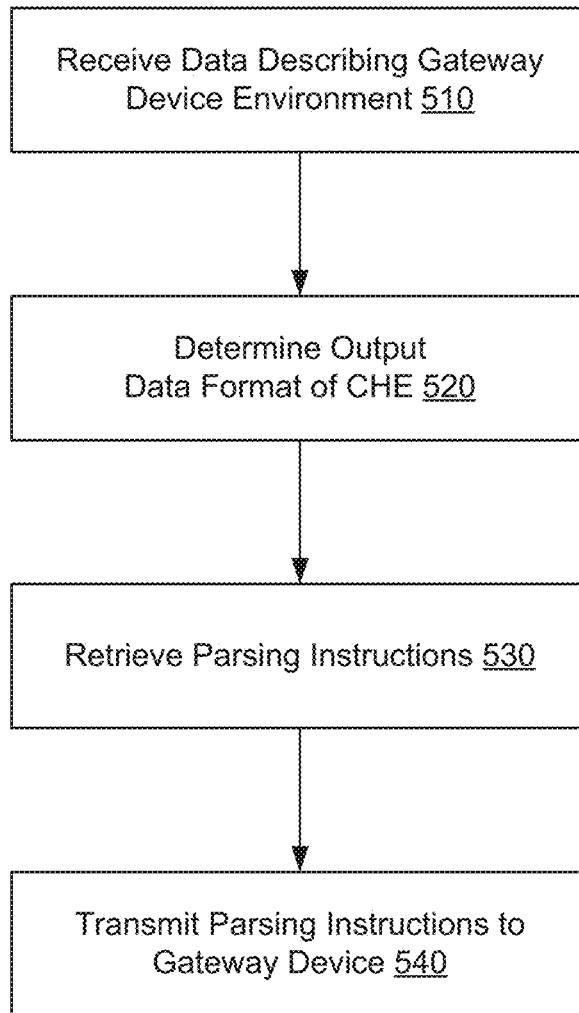 Receive Data Describing Gateway
Device Environment 510
Determine Output
Data Format of CHE 520
Retrieve Parsing Instructions 530
Transmit Parsing Instructions to
Gateway Device 540